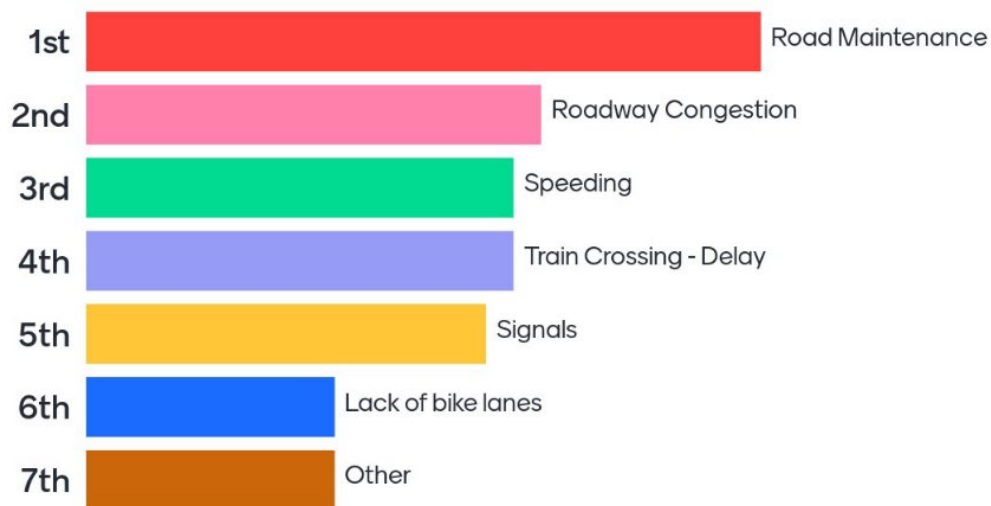 1st Road Maintenance
2nd Roadway Congestion
3rd Speeding
4th Train Crossing - Delay
5th Signals
6th Lack of bike lanes
7th Other